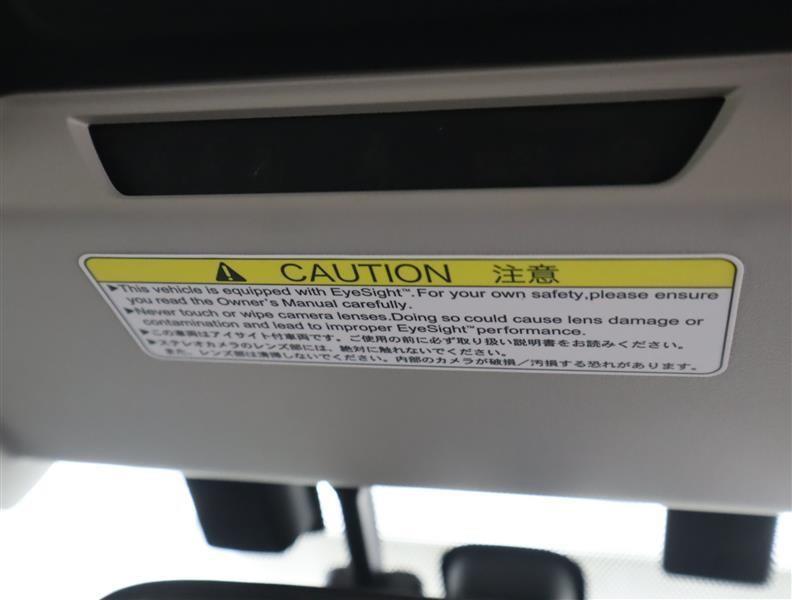 CAUTION 注意
▶This vehicle is equipped with EyeSight™.For your own safety,please ensure
you read the Owner's Manual carefully.
▶Never touch or wipe camera lenses.Doing so could cause lens damage or
contamination and lead to improper EyeSight™performance.
▶この車両はアイサイト付車両です。ご使用の前に必ず取り扱い説明書をお読みください。
▶ステレオカメラのレンズ部には、絶対に触れないでください。
また、レンズ部は清掃しないでください。内部のカメラが破損／汚損する恐れがあります。